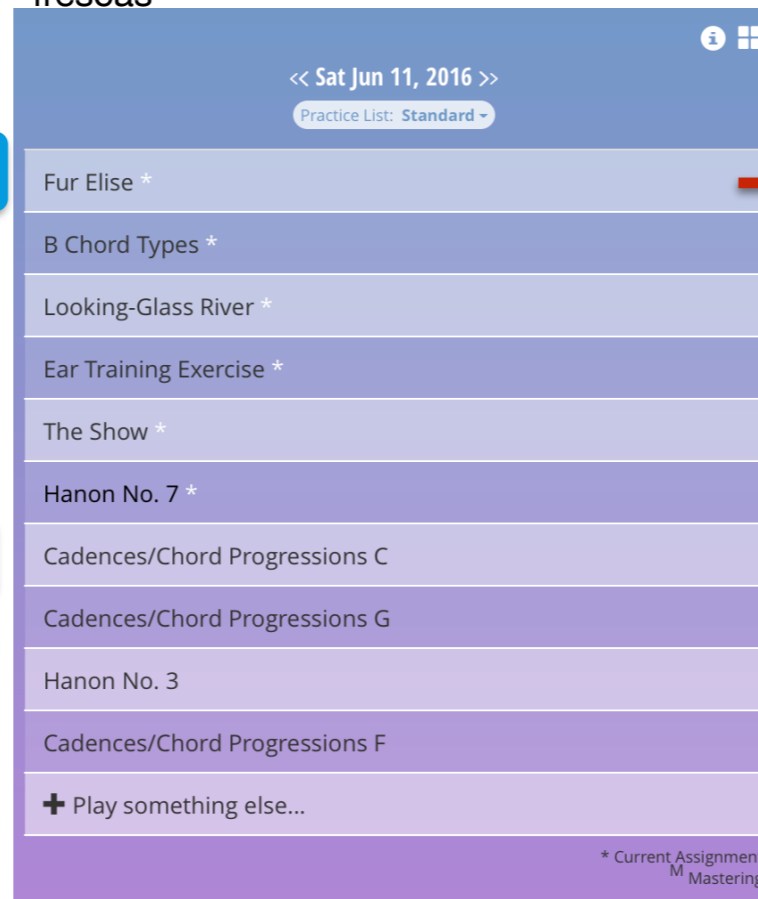 << Sat Jun 11, 2016 >>
Practice List: Standard
Fur Elise *
B Chord Types *
Looking-Glass River *
Ear Training Exercise *
The Show *
Hanon No. 7 *
Cadences/Chord Progressions C
Cadences/Chord Progressions G
Hanon No. 3
Cadences/Chord Progressions F
+ Play something else...
* Current Assignmen
M Mastering